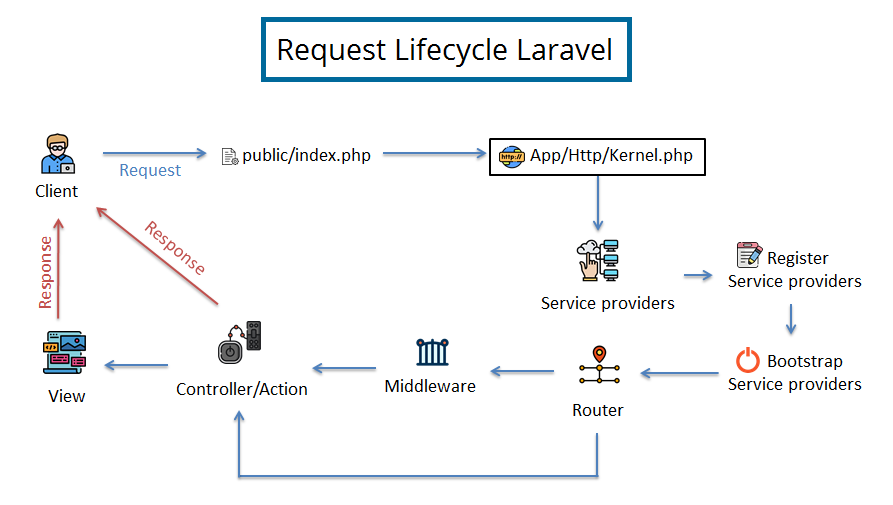 Request Lifecycle Laravel
Client
Request
public/index.php
http://
App/Http/Kernel.php
Service providers
Register
Service providers
Bootstrap
Service providers
Router
Middleware
Controller/Action
View
Response
Response